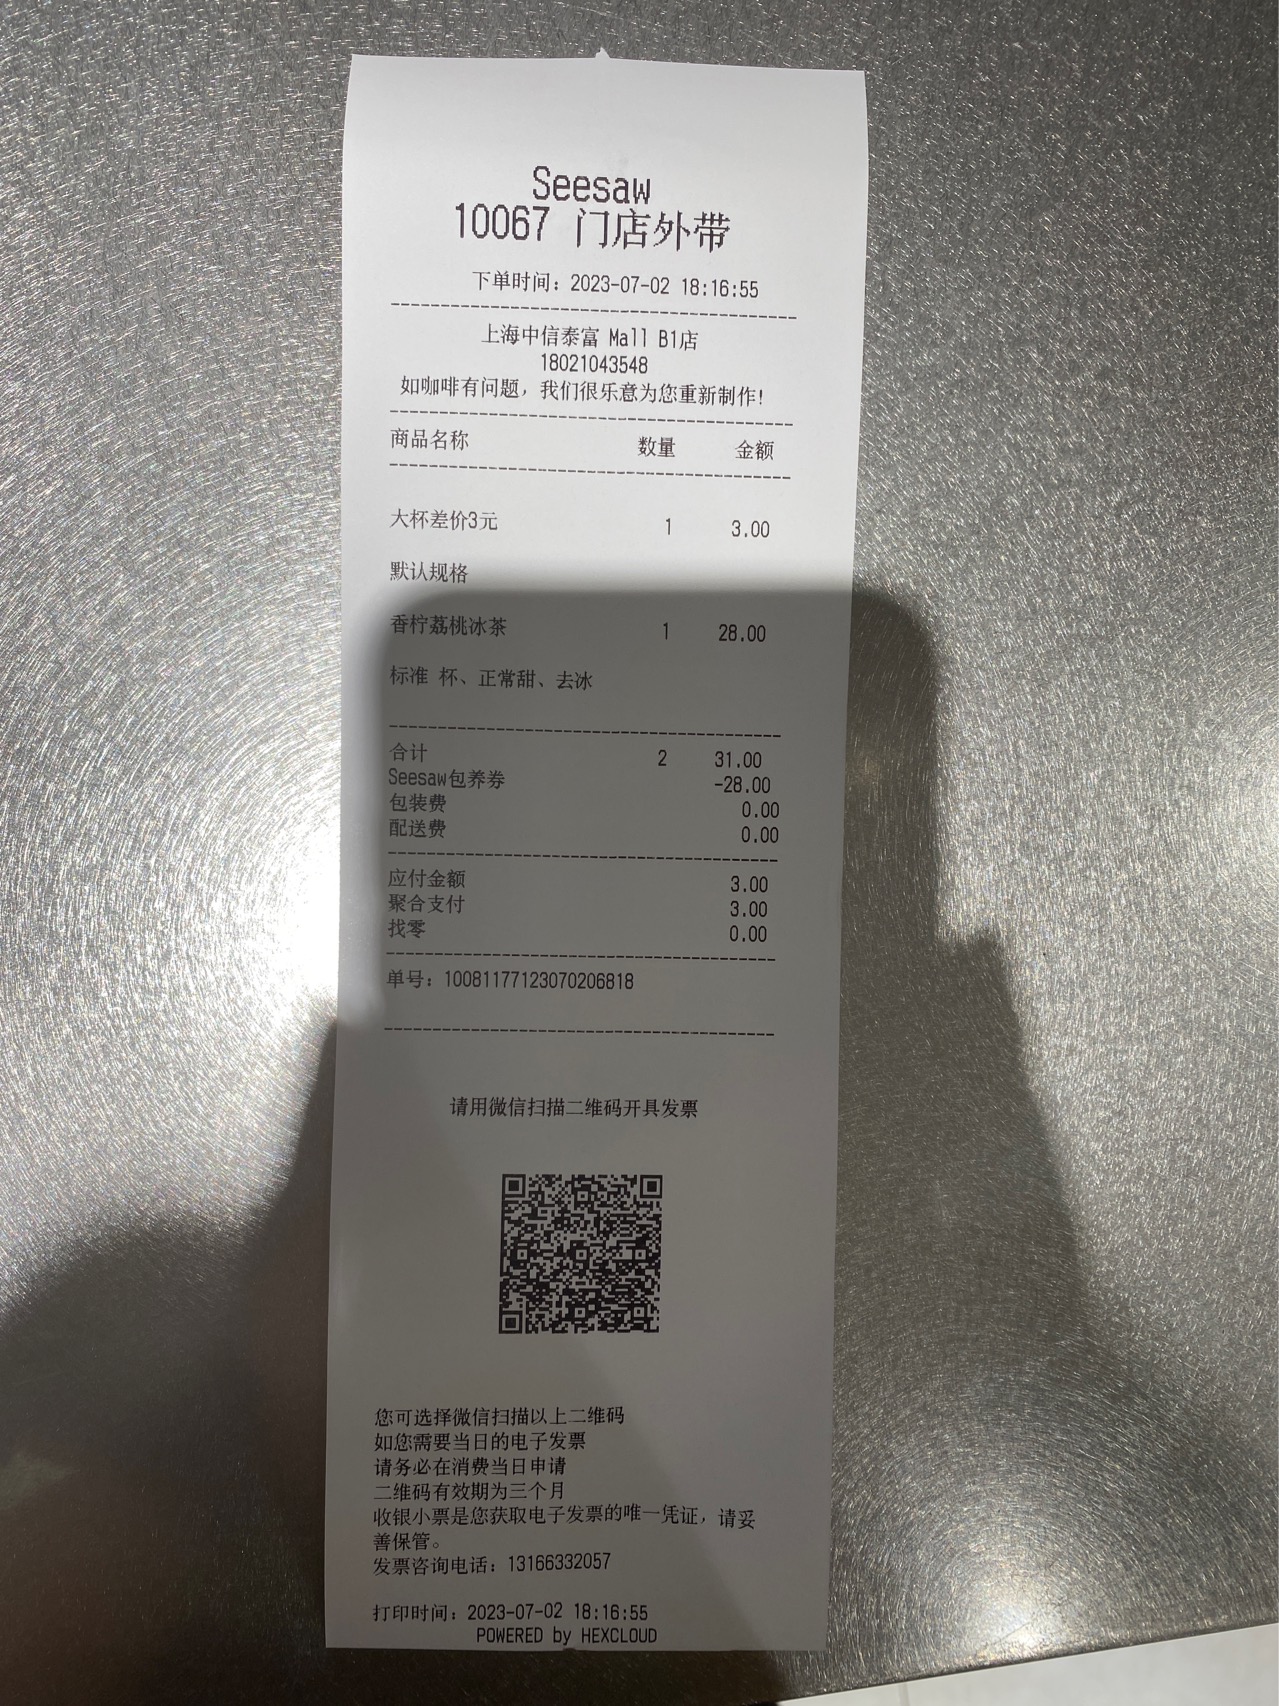 Seesaw
10067 门店外带
下单时间：2023-07-02 18:16:55
上海中信泰富 Mall B1店
18021043548
如咖啡有问题，我们很乐意为您重新制作！
商品名称 数量 金额
大杯差价3元 1 3.00
默认规格
香柠荔桃冰茶 1 28.00
标准 杯、正常甜、去冰
合计 2 31.00
Seesaw包养券 -28.00
包装费 0.00
配送费 0.00
应付金额 3.00
聚合支付 3.00
找零 0.00
单号：10081177123070206818
请用微信扫描二维码开具发票
您可选择微信扫描以上二维码
如您需要当日的电子发票
请务必在消费当日申请
二维码有效期为三个月
收银小票是您获取电子发票的唯一凭证，请妥
善保管。
发票咨询电话：13166332057
打印时间：2023-07-02 18:16:55
POWERED by HEXCLOUD